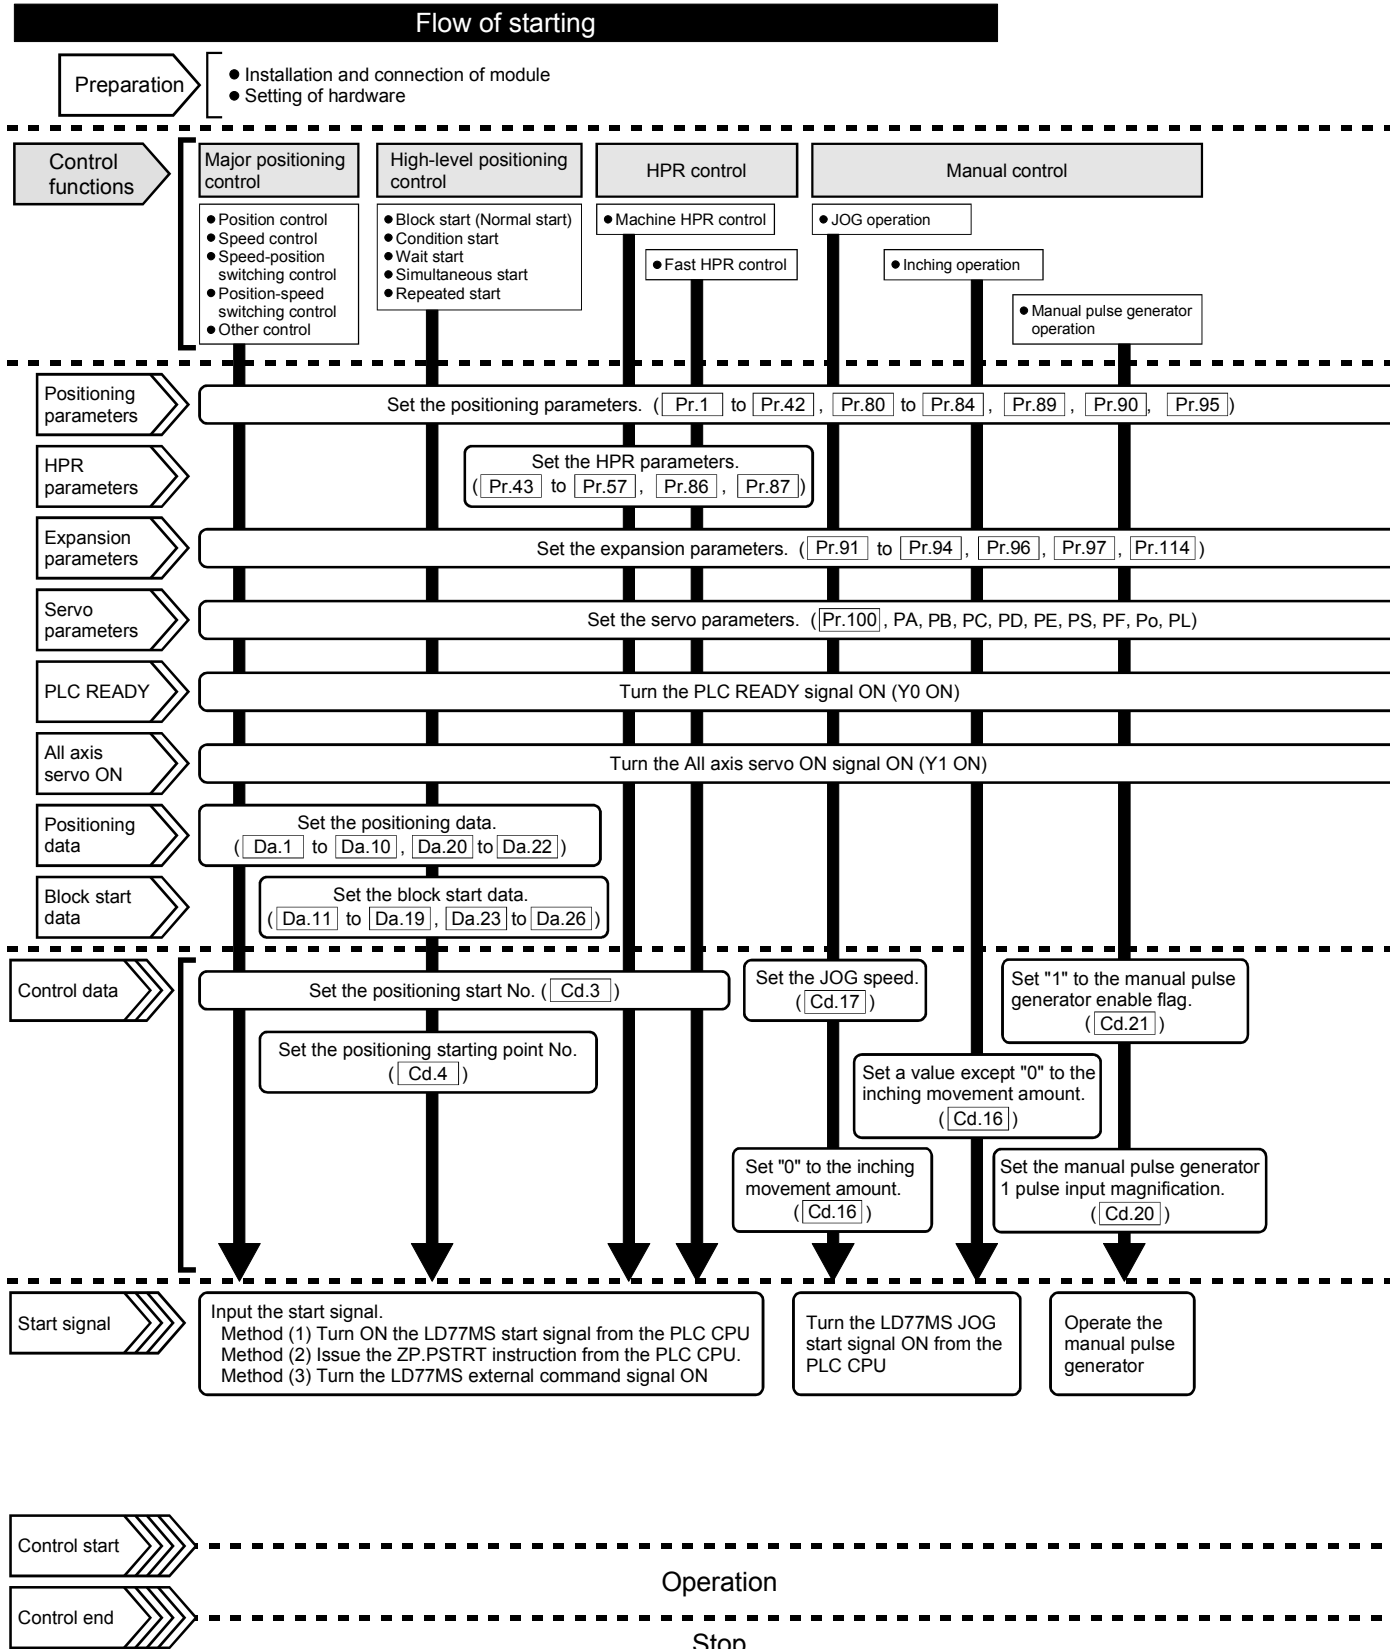 Flow of starting
Preparation
● Installation and connection of module
● Setting of hardware
Control
functions
Major positioning
control
● Position control
● Speed control
● Speed-position
switching control
● Position-speed
switching control
● Other control
High-level positioning
control
● Block start (Normal start)
● Condition start
● Wait start
● Simultaneous start
● Repeated start
HPR control
● Machine HPR control
● Fast HPR control
Manual control
● JOG operation
● Inching operation
● Manual pulse generator
operation
Positioning
parameters
Set the positioning parameters. ( Pr.1 to Pr.42 , Pr.80 to Pr.84 , Pr.89 , Pr.90 , Pr.95 )
HPR
parameters
Set the HPR parameters.
( Pr.43 to Pr.57 , Pr.86 , Pr.87 )
Expansion
parameters
Set the expansion parameters. ( Pr.91 to Pr.94 , Pr.96 , Pr.97 , Pr.114 )
Servo
parameters
Set the servo parameters. ( Pr.100 , PA, PB, PC, PD, PE, PS, PF, Po, PL)
PLC READY
Turn the PLC READY signal ON (Y0 ON)
All axis
servo ON
Turn the All axis servo ON signal ON (Y1 ON)
Positioning
data
Set the positioning data.
( Da.1 to Da.10 , Da.20 to Da.22 )
Block start
data
Set the block start data.
( Da.11 to Da.19 , Da.23 to Da.26 )
Control data
Set the positioning start No. ( Cd.3 )
Set the positioning starting point No.
( Cd.4 )
Set the JOG speed.
( Cd.17 )
Set "1" to the manual pulse
generator enable flag.
( Cd.21 )
Set a value except "0" to the
inching movement amount.
( Cd.16 )
Set "0" to the inching
movement amount.
( Cd.16 )
Set the manual pulse generator
1 pulse input magnification.
( Cd.20 )
Start signal
Input the start signal.
Method (1) Turn ON the LD77MS start signal from the PLC CPU
Method (2) Issue the ZP.PSTRT instruction from the PLC CPU.
Method (3) Turn the LD77MS external command signal ON
Turn the LD77MS JOG
start signal ON from the
PLC CPU
Operate the
manual pulse
generator
Control start
Operation
Control end
Stop